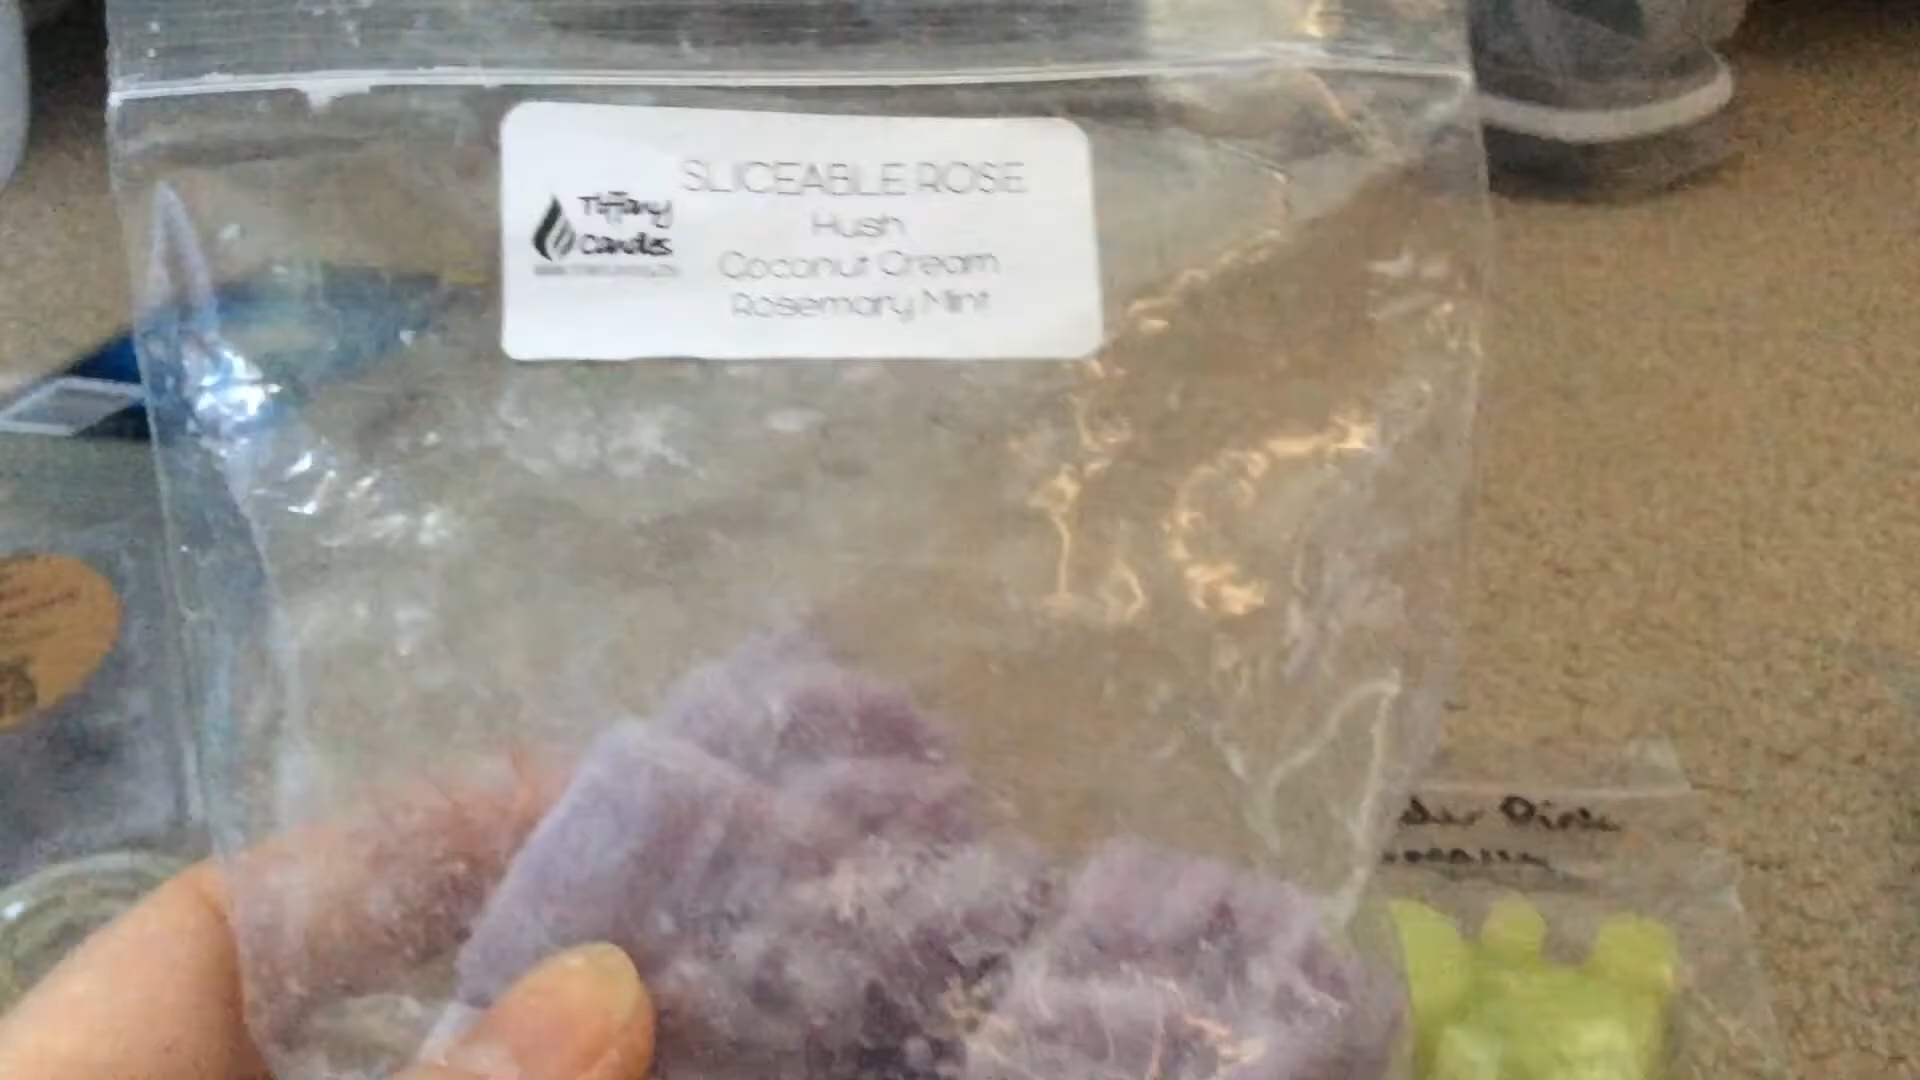 SLICEABLE ROSE
Hush
Coconut Cream
Rosemary Mint
Tiffany
Candles